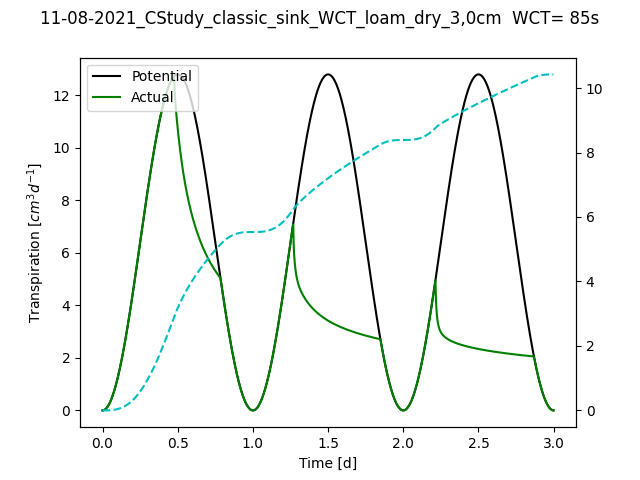 11-08-2021_CStudy_classic_sink_WCT_loam_dry_3,0cm  WCT= 85s
Potential
Actual
Transpiration [cm³d⁻¹]
12
10
8
6
4
2
0
10
8
6
4
2
0
0.0 0.5 1.0 1.5 2.0 2.5 3.0
Time [d]